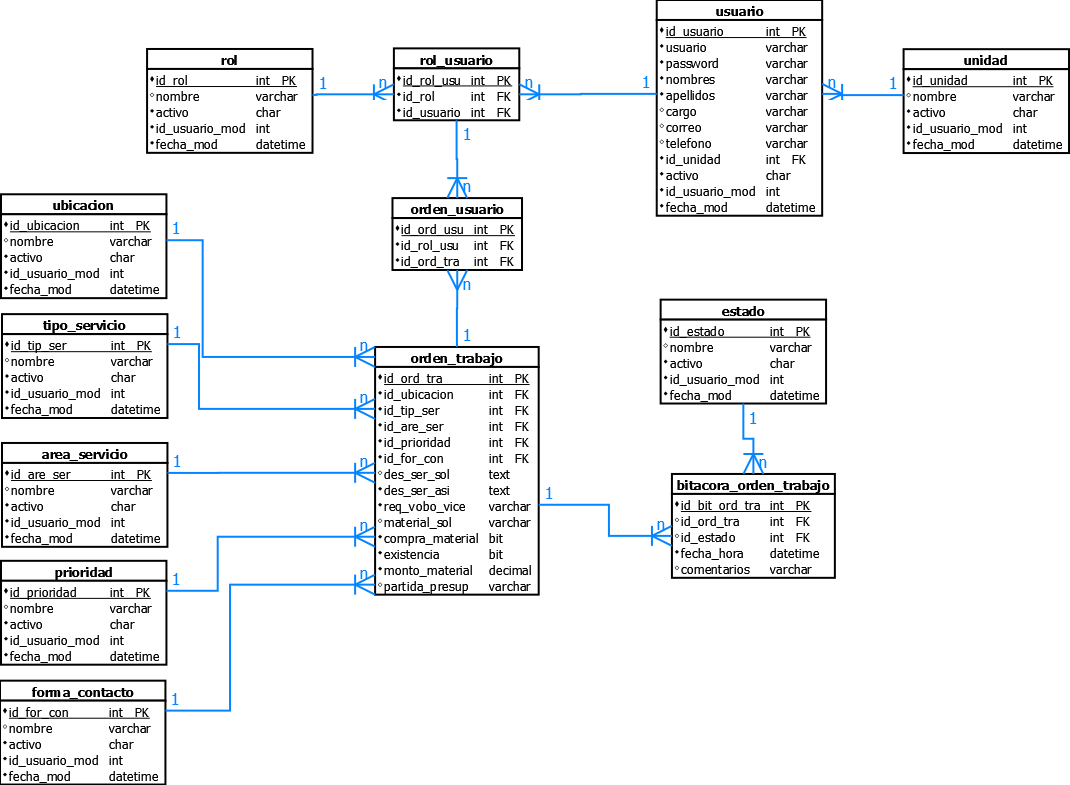 usuario
id_usuario int PK
usuario varchar
password varchar
nombres varchar
apellidos varchar
cargo varchar
correo varchar
telefono varchar
id_unidad int FK
activo char
id_usuario_mod int
fecha_mod datetime
rol
id_rol int PK
nombre varchar
activo char
id_usuario_mod int
fecha_mod datetime
1
n
rol_usuario
id_rol_usu int PK
id_rol int FK
id_usuario int FK
n
1
n
1
unidad
id_unidad int PK
nombre varchar
activo char
id_usuario_mod int
fecha_mod datetime
1
n
orden_usuario
id_ord_usu int PK
id_rol_usu int FK
id_ord_tra int FK
n
1
ubicacion
id_ubicacion int PK
nombre varchar
activo char
id_usuario_mod int
fecha_mod datetime
1
n
tipo_servicio
id_tip_ser int PK
nombre varchar
activo char
id_usuario_mod int
fecha_mod datetime
1
n
area_servicio
id_are_ser int PK
nombre varchar
activo char
id_usuario_mod int
fecha_mod datetime
1
n
prioridad
id_prioridad int PK
nombre varchar
activo char
id_usuario_mod int
fecha_mod datetime
1
n
forma_contacto
id_for_con int PK
nombre varchar
activo char
id_usuario_mod int
fecha_mod datetime
1
n
orden_trabajo
id_ord_tra int PK
id_ubicacion int FK
id_tip_ser int FK
id_are_ser int FK
id_prioridad int FK
id_for_con int FK
des_ser_sol text
des_ser_asi text
req_vobo_vice varchar
material_sol varchar
compra_material bit
existencia bit
monto_material decimal
partida_presup varchar
1
n
estado
id_estado int PK
nombre varchar
activo char
id_usuario_mod int
fecha_mod datetime
1
n
bitacora_orden_trabajo
id_bit_ord_tra int PK
id_ord_tra int FK
id_estado int FK
fecha_hora datetime
comentarios varchar